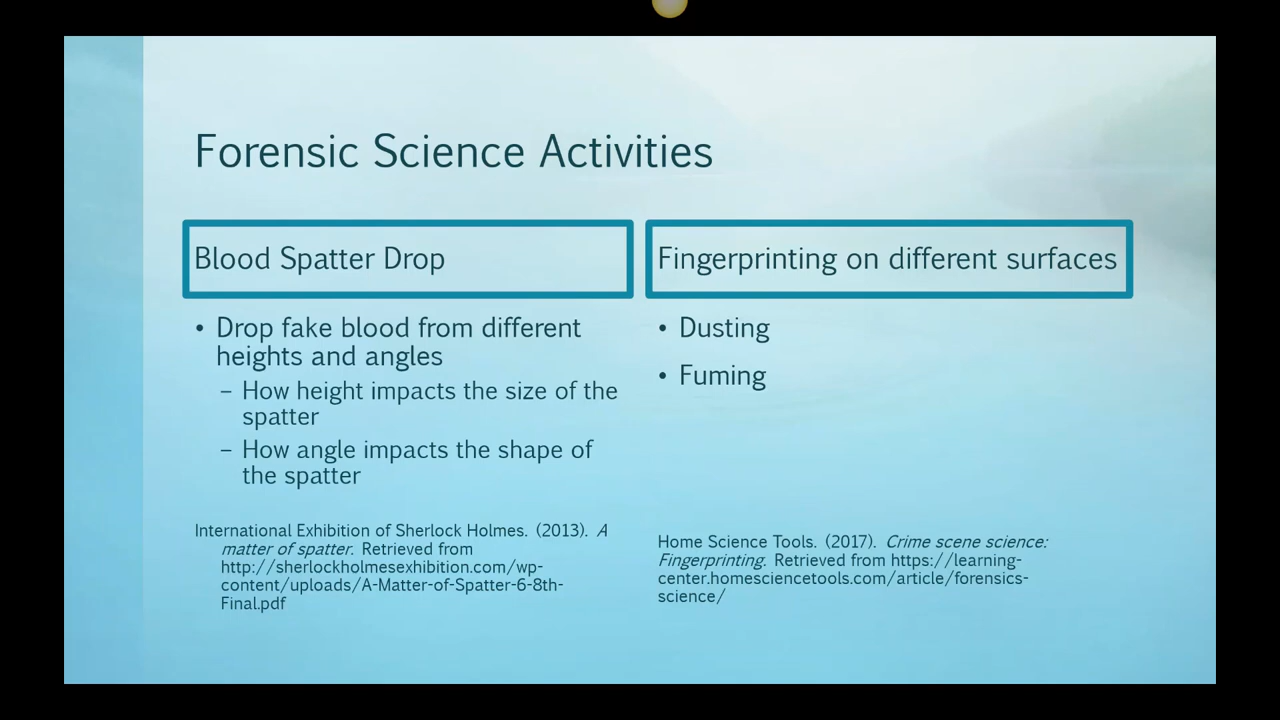 Forensic Science Activities
Blood Spatter Drop
• Drop fake blood from different
heights and angles
– How height impacts the size of the
spatter
– How angle impacts the shape of
the spatter
International Exhibition of Sherlock Holmes. (2013). A
matter of spatter. Retrieved from
http://sherlockholmesexhibition.com/wp-
content/uploads/A-Matter-of-Spatter-6-8th-
Final.pdf
Fingerprinting on different surfaces
• Dusting
• Fuming
Home Science Tools. (2017). Crime scene science:
Fingerprinting. Retrieved from https://learning-
center.homesciencetools.com/article/forensics-
science/